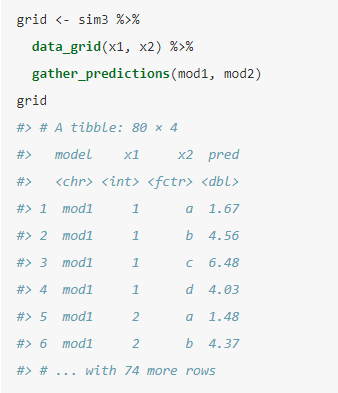 grid <- sim3 %>%
  data_grid(x1, x2) %>%
  gather_predictions(mod1, mod2)
grid
#> # A tibble: 80 × 4
#>   model    x1     x2  pred
#>   <chr> <int> <fctr> <dbl>
#> 1  mod1     1      a  1.67
#> 2  mod1     1      b  4.56
#> 3  mod1     1      c  6.48
#> 4  mod1     1      d  4.03
#> 5  mod1     2      a  1.48
#> 6  mod1     2      b  4.37
#> # ... with 74 more rows